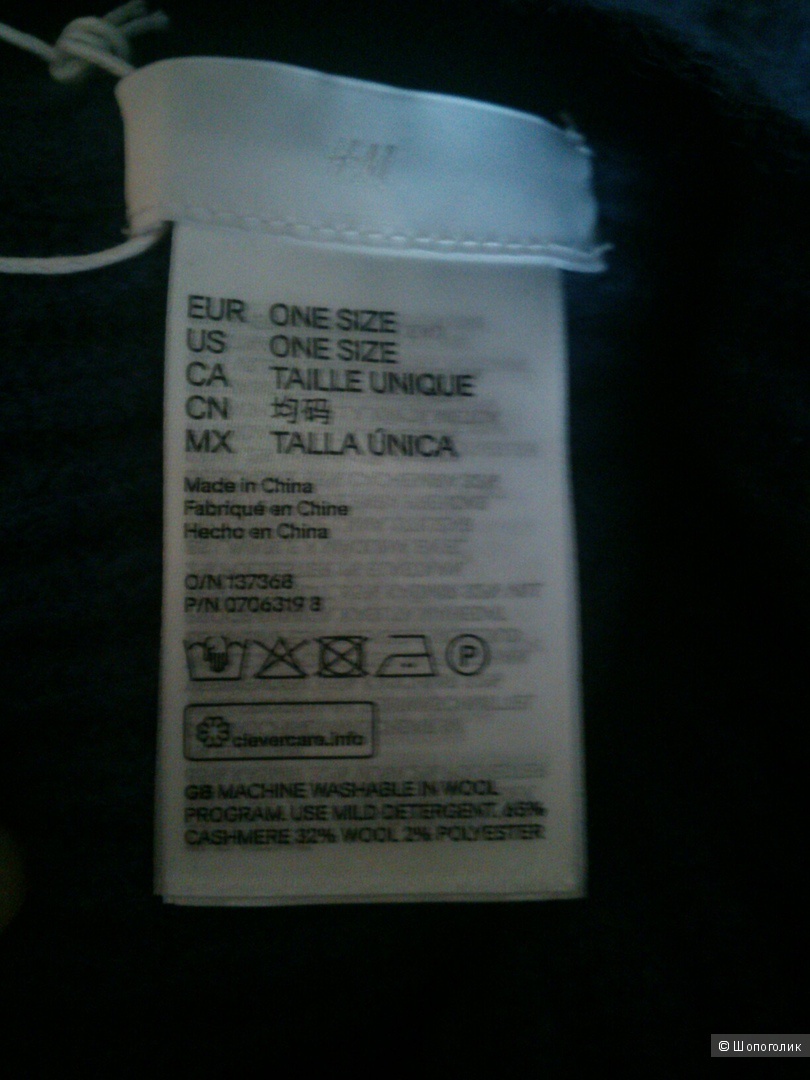 H&M
EUR ONE SIZE
US ONE SIZE
CA TAILLE UNIQUE
CN 均码
MX TALLA ÚNICA
Made in China
Fabriqué en Chine
Hecho en China
O/N 137368
P/N 0706319 8
P
clevercare.info
GB MACHINE WASHABLE IN WOOL
PROGRAM. USE MILD DETERGENT,
CASHMERE 32% WOOL 2% POLYESTER
© Шопоголик